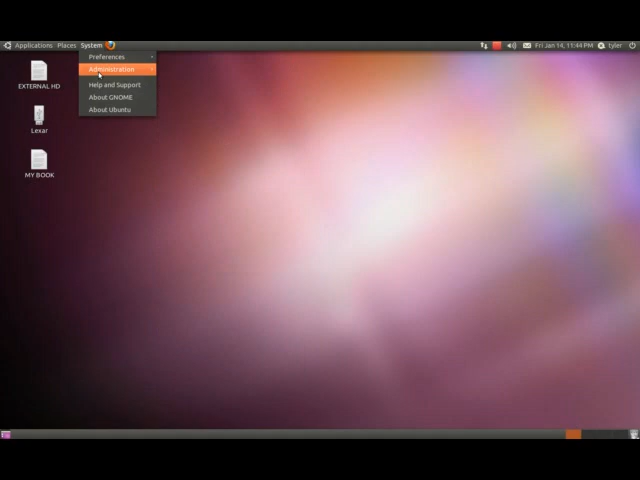 Applications Places System Fri Jan 14, 11:44 PM tyler
Preferences
Administration
Help and Support
About GNOME
About Ubuntu
EXTERNAL HD
Lexar
MY BOOK